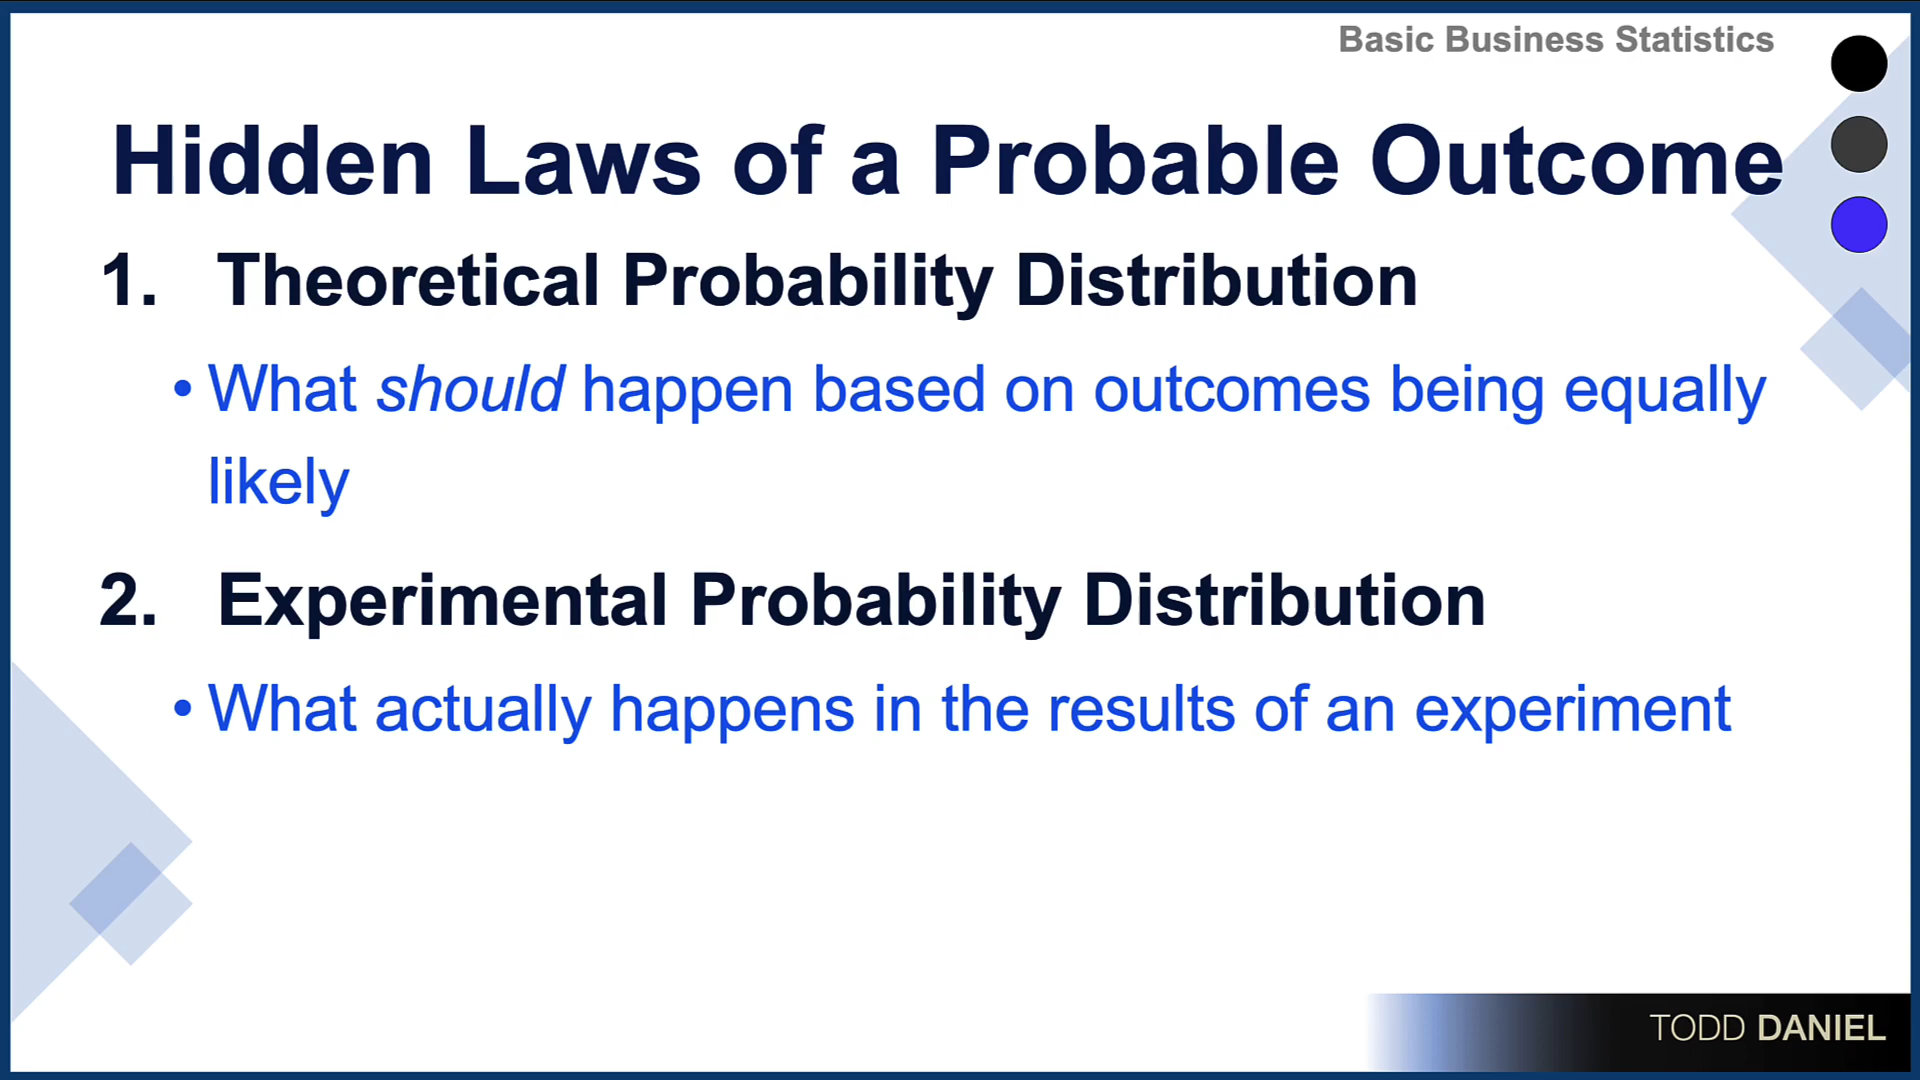 Basic Business Statistics
Hidden Laws of a Probable Outcome
1. Theoretical Probability Distribution
• What should happen based on outcomes being equally
likely
2. Experimental Probability Distribution
• What actually happens in the results of an experiment
TODD DANIEL